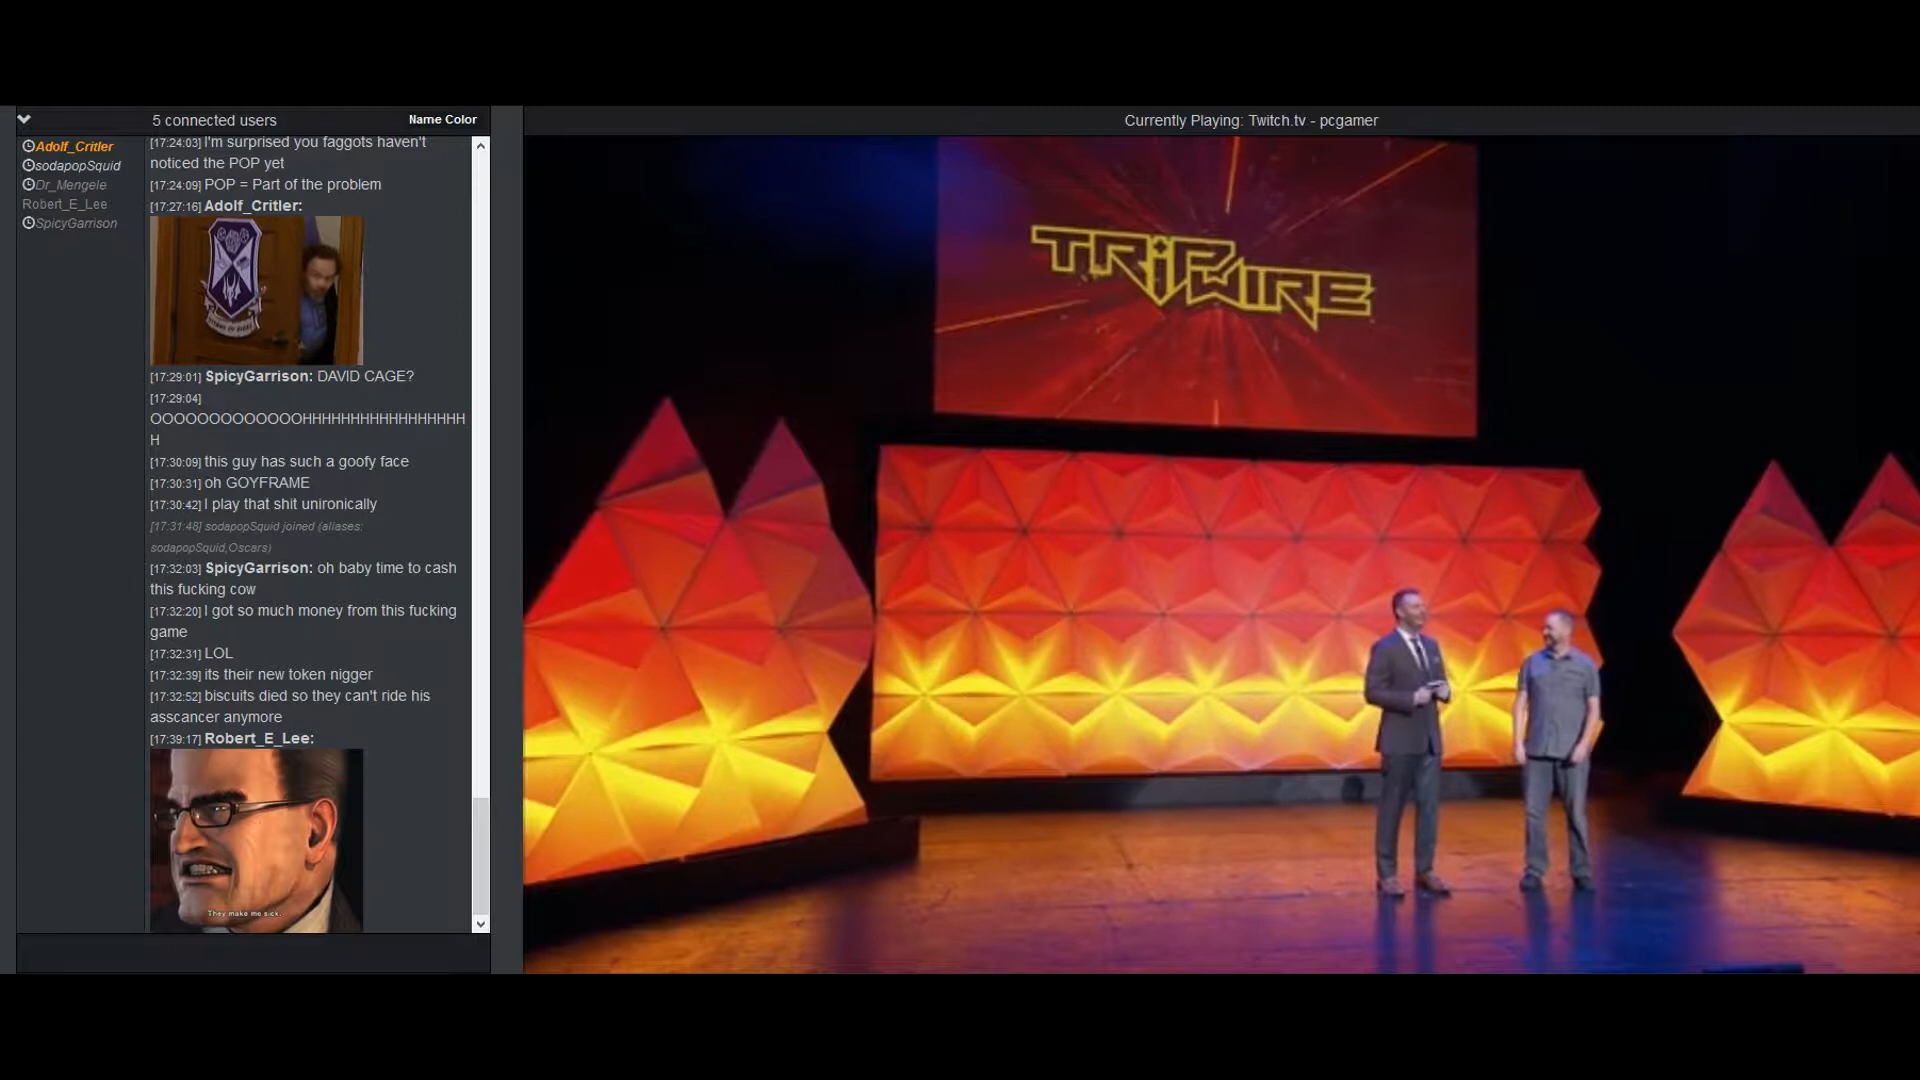 5 connected users
Name Color
Currently Playing: Twitch.tv - pcgamer
Adolf_Critler
sodapopSquid
Dr_Mengele
Robert_E_Lee
SpicyGarrison
[17:24:03] I'm surprised you faggots haven't
noticed the POP yet
[17:24:09] POP = Part of the problem
[17:27:16] Adolf_Critler:
[17:29:01] SpicyGarrison: DAVID CAGE?
[17:29:04]
OOOOOOOOOOOOOHHHHHHHHHHHHHHHHH
H
[17:30:09] this guy has such a goofy face
[17:30:31] oh GOYFRAME
[17:30:42] I play that shit unironically
[17:31:48] sodapopSquid joined (aliases:
sodapopSquid,Oscars)
[17:32:03] SpicyGarrison: oh baby time to cash
this fucking cow
[17:32:20] I got so much money from this fucking
game
[17:32:31] LOL
[17:32:39] its their new token nigger
[17:32:52] biscuits died so they can't ride his
asscancer anymore
[17:39:17] Robert_E_Lee:
They make me sick.
TRIPWIRE